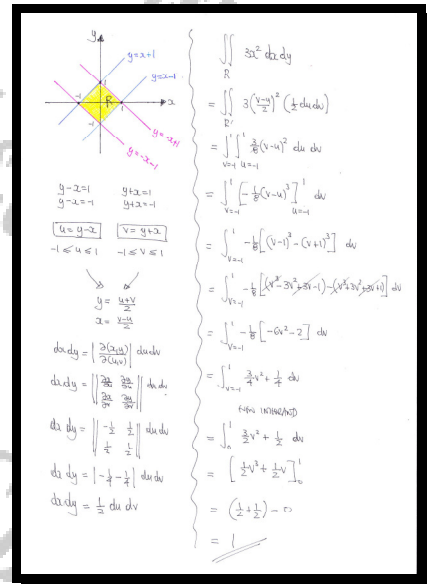 y
y=x+1
y=x-1
1
-1
R
1
x
-1
y=-x+1
y=-x-1
y-x=1 y+x=1
y-x=-1 y+x=-1
u=y-x v=y+x
-1≤u≤1 -1≤v≤1
y = (u+v)/2
x = (v-u)/2
dx dy = |∂(x,y)/∂(u,v)| du dv
dx dy = || ∂x/∂u ∂y/∂u ; ∂x/∂v ∂y/∂v || du dv
dx dy = || -1/2 1/2 ; 1/2 1/2 || du dv
dx dy = |-1/4 - 1/4| du dv
dx dy = 1/2 du dv
∬_R 3x² dx dy
= ∬_R' 3((v-u)/2)² (1/2 du dv)
= ∫_{v=-1}^{1} ∫_{u=-1}^{1} 3/8 (v-u)² du dv
= ∫_{v=-1}^{1} [-1/8 (v-u)³]_{u=-1}^{1} dv
= ∫_{v=-1}^{1} -1/8 [(v-1)³ - (v+1)³] dv
= ∫_{v=-1}^{1} -1/8 [(v³-3v²+3v-1) - (v³+3v²+3v+1)] dv
= ∫_{v=-1}^{1} -1/8 [-6v²-2] dv
= ∫_{v=-1}^{1} 3/4 v² + 1/4 dv
EVEN INTEGRAND
= ∫_0^1 3/2 v² + 1/2 dv
= [1/2 v³ + 1/2 v]_0^1
= (1/2 + 1/2) - 0
= 1